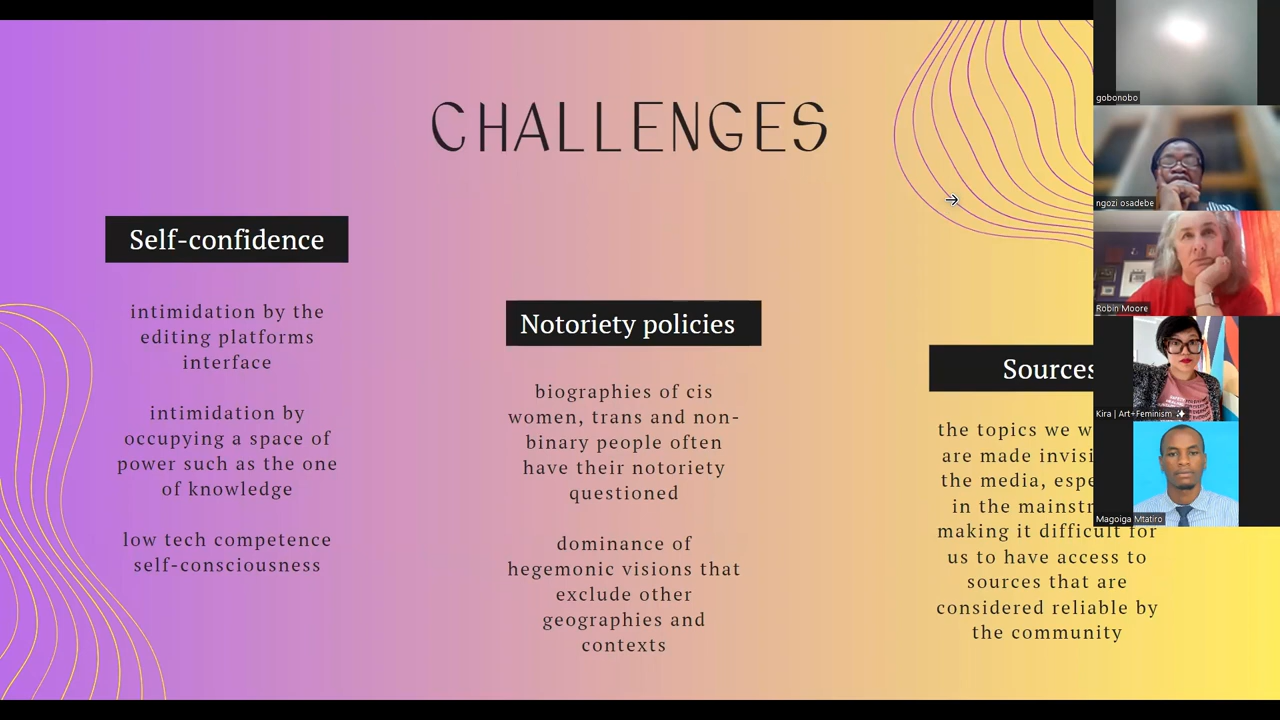 CHALLENGES
Self-confidence
intimidation by the
editing platforms
interface
intimidation by
occupying a space of
power such as the one
of knowledge
low tech competence
self-consciousness
Notoriety policies
biographies of cis
women, trans and non-
binary people often
have their notoriety
questioned
dominance of
hegemonic visions that
exclude other
geographies and
contexts
Sources
the topics we
are made
the media,
in the
making it difficult for
us to have access to
sources that are
considered reliable by
the community
gobonobo
ngozi osadebe
Robin Moore
Kira | Art+Feminism
Magoiga Mtatiro